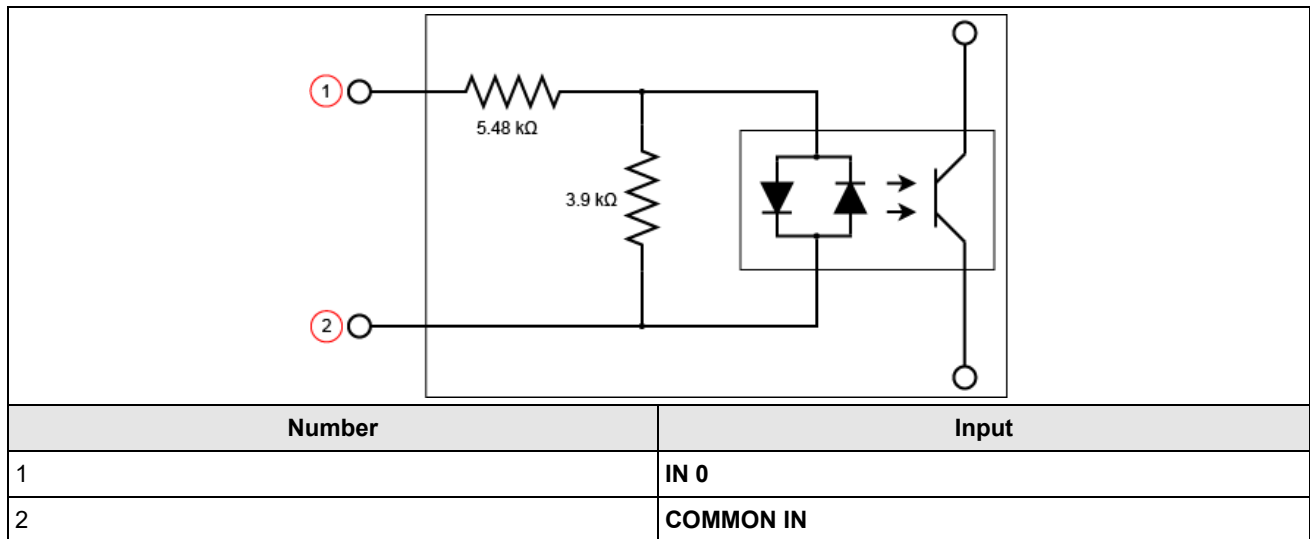 1
5.48 kΩ
3.9 kΩ
2
Number Input
1 IN 0
2 COMMON IN